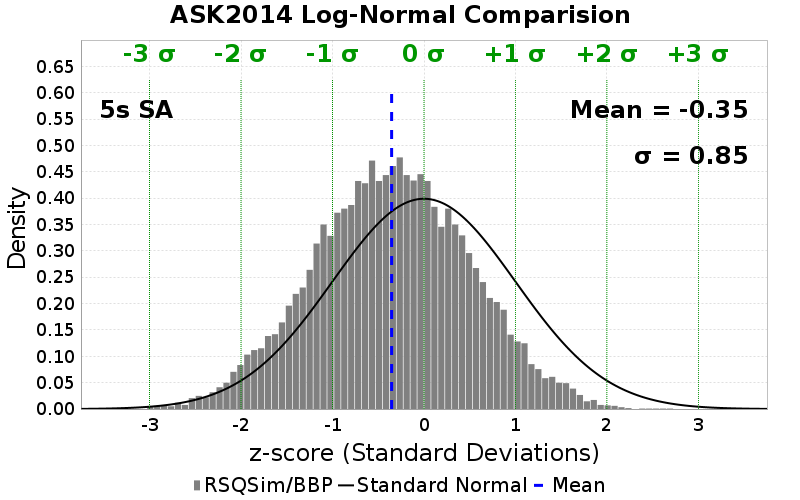 ASK2014 Log-Normal Comparision
-3 σ -2 σ -1 σ 0 σ +1 σ +2 σ +3 σ
5s SA
Mean = -0.35
σ = 0.85
Density
0.65
0.60
0.55
0.50
0.45
0.40
0.35
0.30
0.25
0.20
0.15
0.10
0.05
0.00
-3 -2 -1 0 1 2 3
z-score (Standard Deviations)
RSQSim/BBP Standard Normal Mean